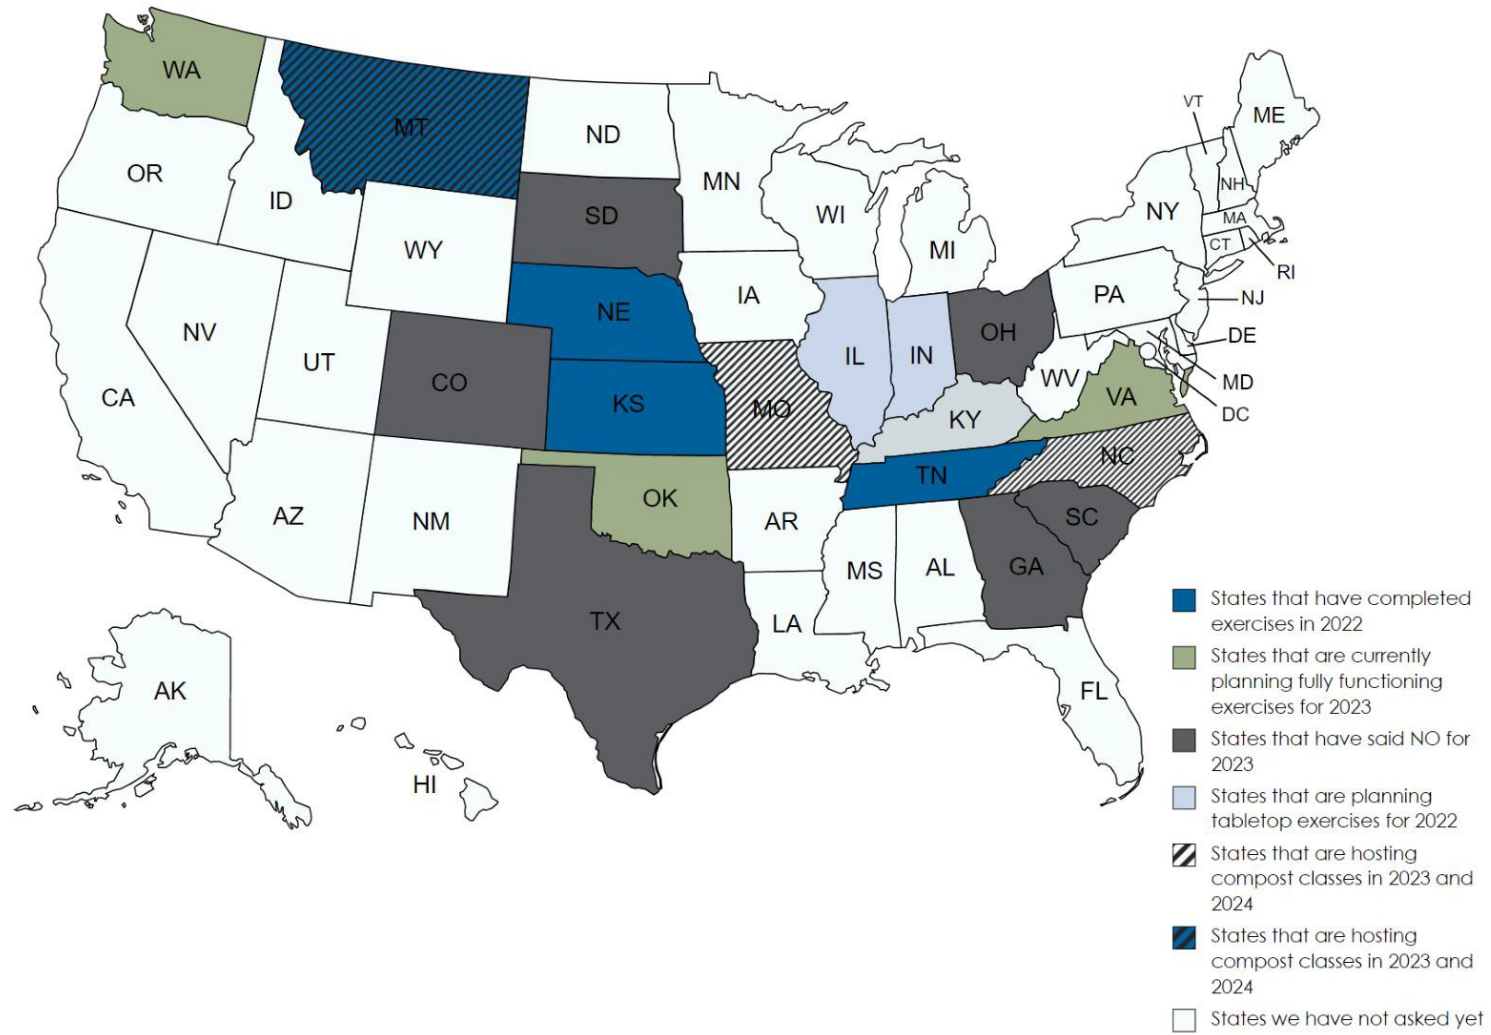 WA
MT
ND
MN
OR
ID
SD
WI
MI
VT
ME
NH
NY
MA
CT
RI
WY
IA
NE
PA
NJ
NV
UT
CO
IL
IN
OH
DE
CA
KS
MO
WV
VA
MD
DC
KY
NC
TN
AZ
NM
OK
AR
SC
MS
AL
GA
TX
LA
AK
HI
FL
States that have completed
exercises in 2022
States that are currently
planning fully functioning
exercises for 2023
States that have said NO for
2023
States that are planning
tabletop exercises for 2022
States that are hosting
compost classes in 2023 and
2024
States that are hosting
compost classes in 2023 and
2024
States we have not asked yet